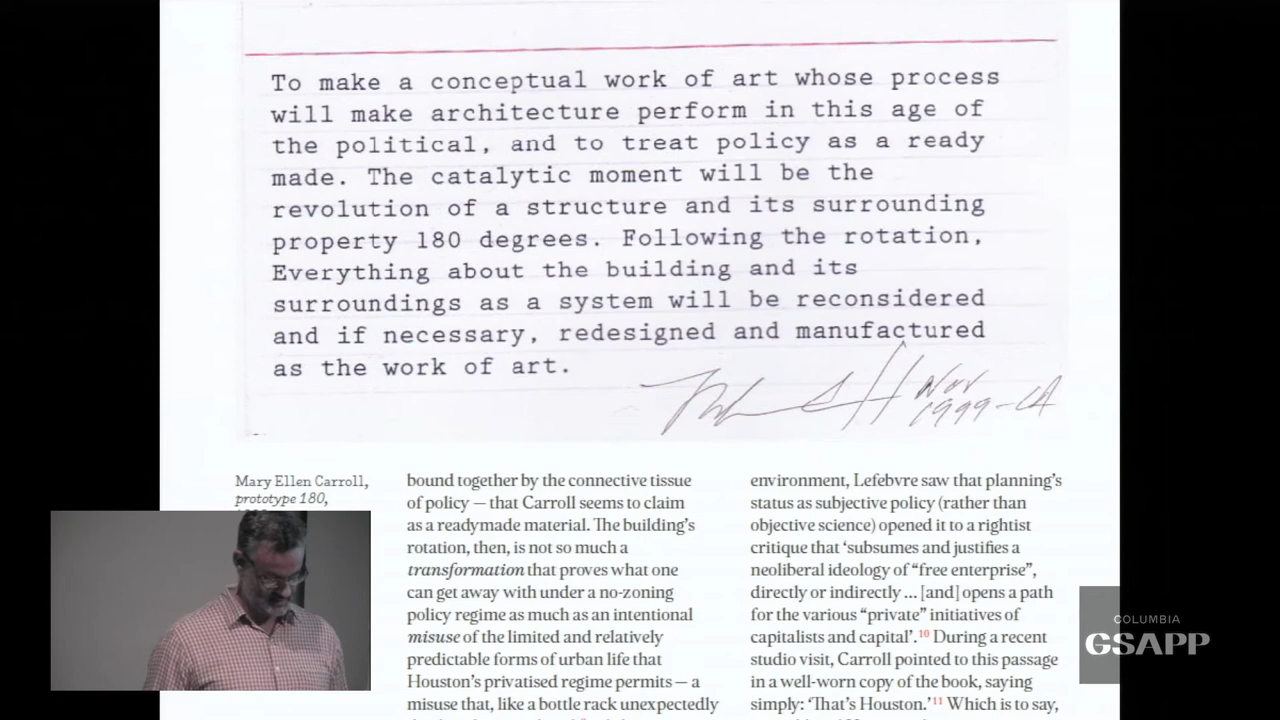 To make a conceptual work of art whose process
will make architecture perform in this age of
the political, and to treat policy as a ready
made. The catalytic moment will be the
revolution of a structure and its surrounding
property 180 degrees. Following the rotation,
Everything about the building and its
surroundings as a system will be reconsidered
and if necessary, redesigned and manufactured
as the work of art.
Nov
1999-LA
Mary Ellen Carroll,
prototype 180,
bound together by the connective tissue
of policy — that Carroll seems to claim
as a readymade material. The building's
rotation, then, is not so much a
transformation that proves what one
can get away with under a no-zoning
policy regime as much as an intentional
misuse of the limited and relatively
predictable forms of urban life that
Houston's privatised regime permits — a
misuse that, like a bottle rack unexpectedly
environment, Lefebvre saw that planning's
status as subjective policy (rather than
objective science) opened it to a rightist
critique that ‘subsumes and justifies a
neoliberal ideology of “free enterprise”,
directly or indirectly ... [and] opens a path
for the various “private” initiatives of
capitalists and capital’.10 During a recent
studio visit, Carroll pointed to this passage
in a well-worn copy of the book, saying
simply: ‘That's Houston.’11 Which is to say,
COLUMBIA
GSAPP